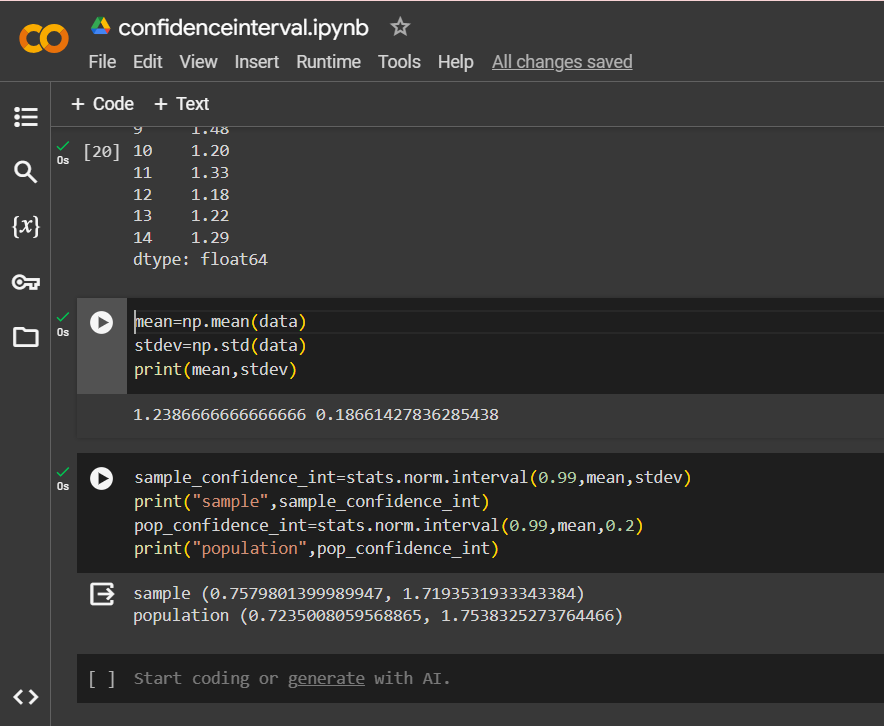 confidenceinterval.ipynb
File Edit View Insert Runtime Tools Help All changes saved
+ Code + Text
9 1.48
0s [20] 10 1.20
11 1.33
12 1.18
13 1.22
14 1.29
dtype: float64
{x}
0s
mean=np.mean(data)
stdev=np.std(data)
print(mean,stdev)
1.2386666666666666 0.18661427836285438
0s
sample_confidence_int=stats.norm.interval(0.99,mean,stdev)
print("sample",sample_confidence_int)
pop_confidence_int=stats.norm.interval(0.99,mean,0.2)
print("population",pop_confidence_int)
sample (0.7579801399989947, 1.7193531933343384)
population (0.7235008059568865, 1.7538325273764466)
[ ] Start coding or generate with AI.